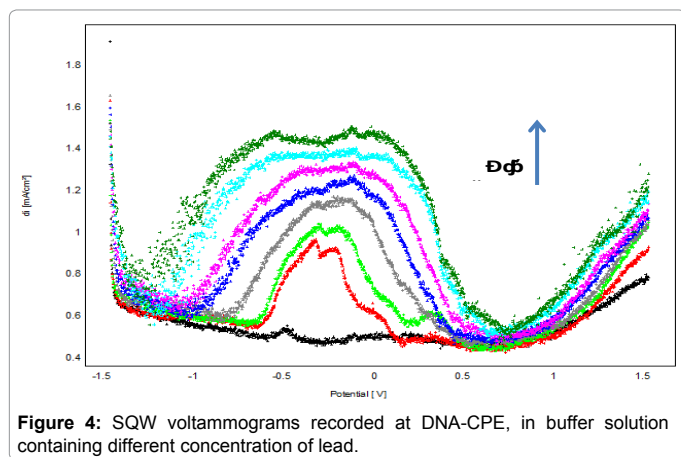 1.8
1.6
1.4
1.2
1
0.8
0.6
0.4
di [mA/cm²]
-1.5 -1 -0.5 0 0.5 1 1.5
Potential [ V]
Figure 4: SQW voltammograms recorded at DNA-CPE, in buffer solution
containing different concentration of lead.